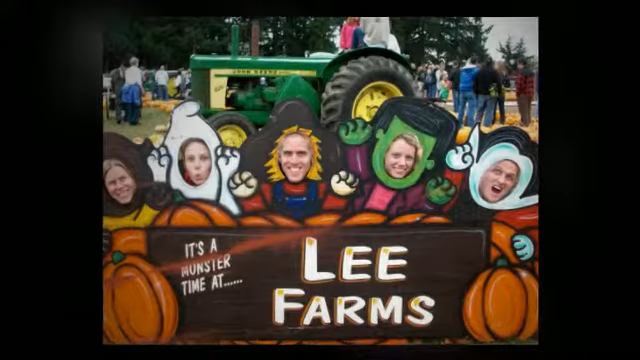 JOHN DEERE
IT'S A
MONSTER
TIME AT......
LEE
FARMS